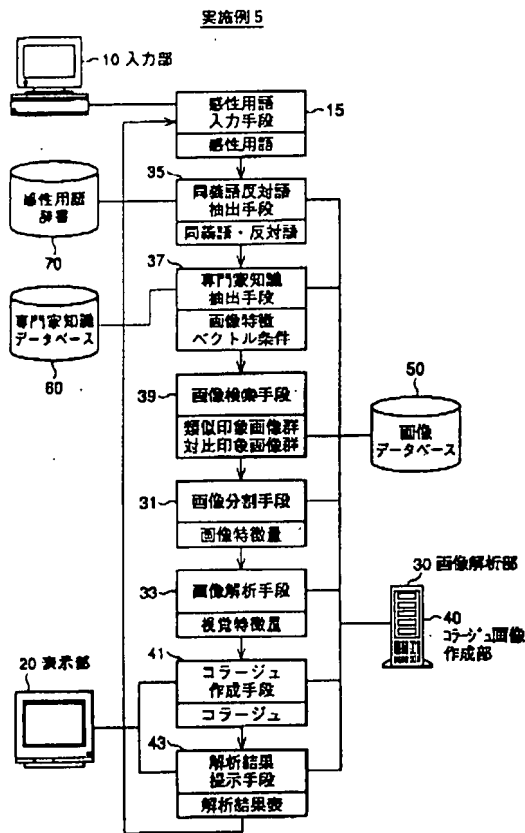 実施例5
10 入力部
感性用語
入力手段
15
感性用語
35
同義語反対語
抽出手段
同義語・反対語
感性用語
辞書
70
37
専門家知識
抽出手段
画像特徴
ベクトル条件
専門家知識
データベース
60
39
画像検索手段
類似印象画像群
対比印象画像群
50
画像
データベース
31
画像分割手段
画像特徴量
33
画像解析手段
視覚特徴量
30 画像解析部
40
コラージュ画像
作成部
41
コラージュ
作成手段
コラージュ
20 表示部
43
解析結果
提示手段
解析結果表